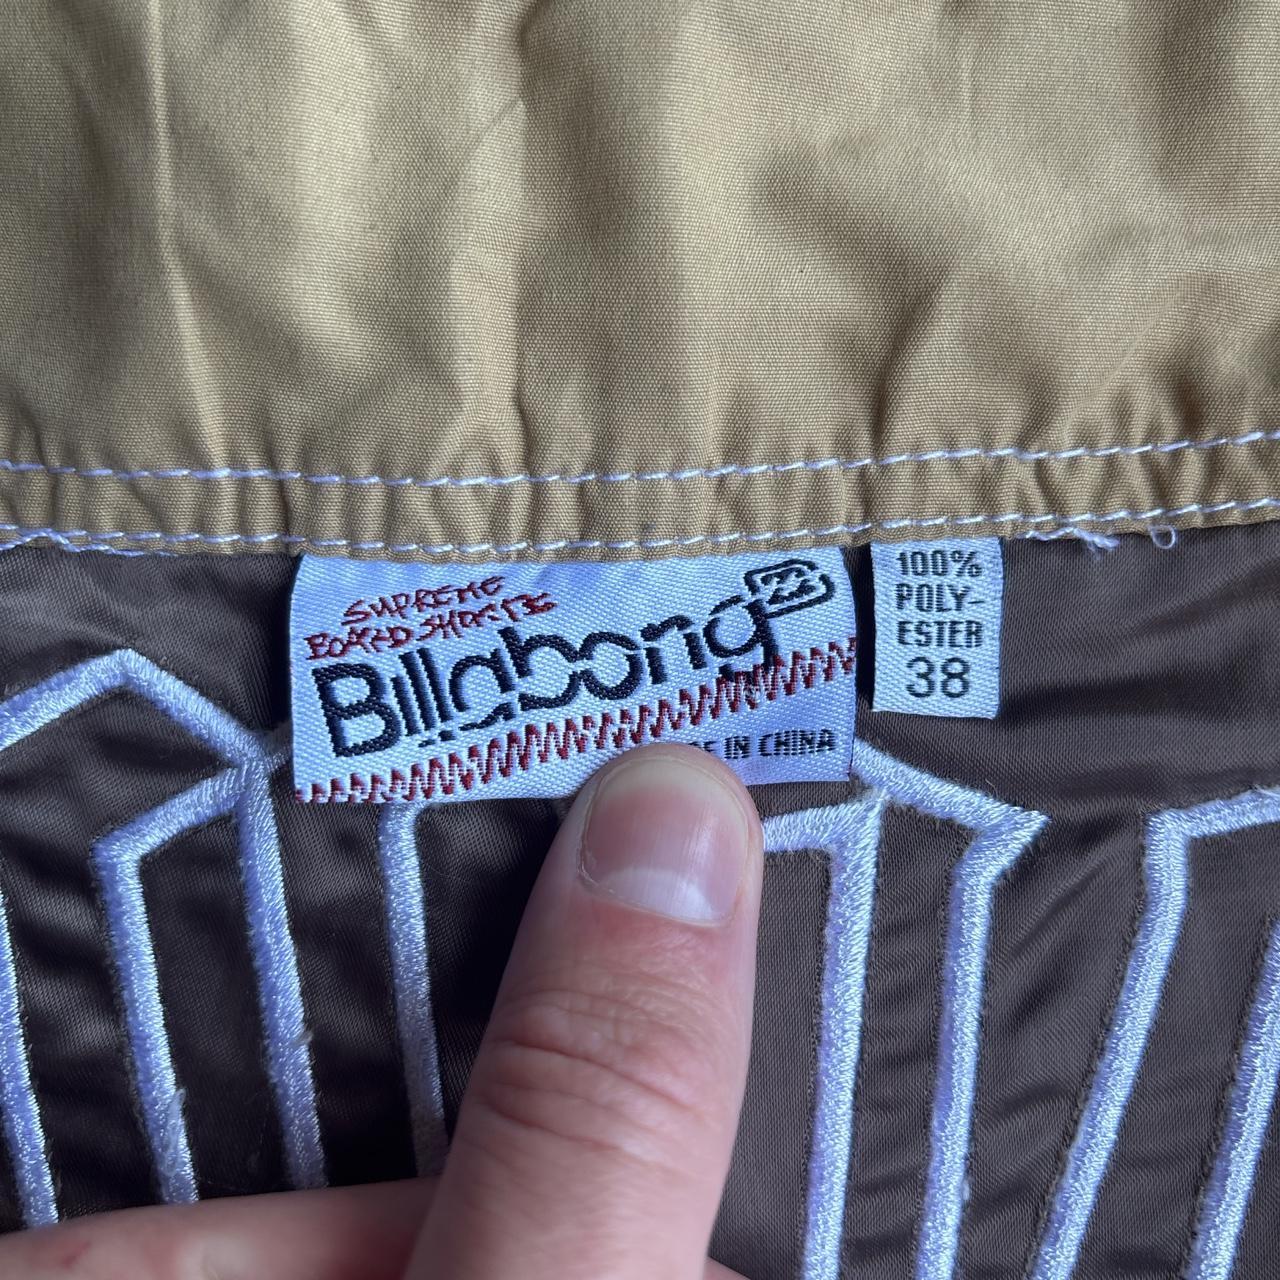 SUPREME
BOARDSHORTS
Billabong
E IN CHINA
100%
POLY-
ESTER
38